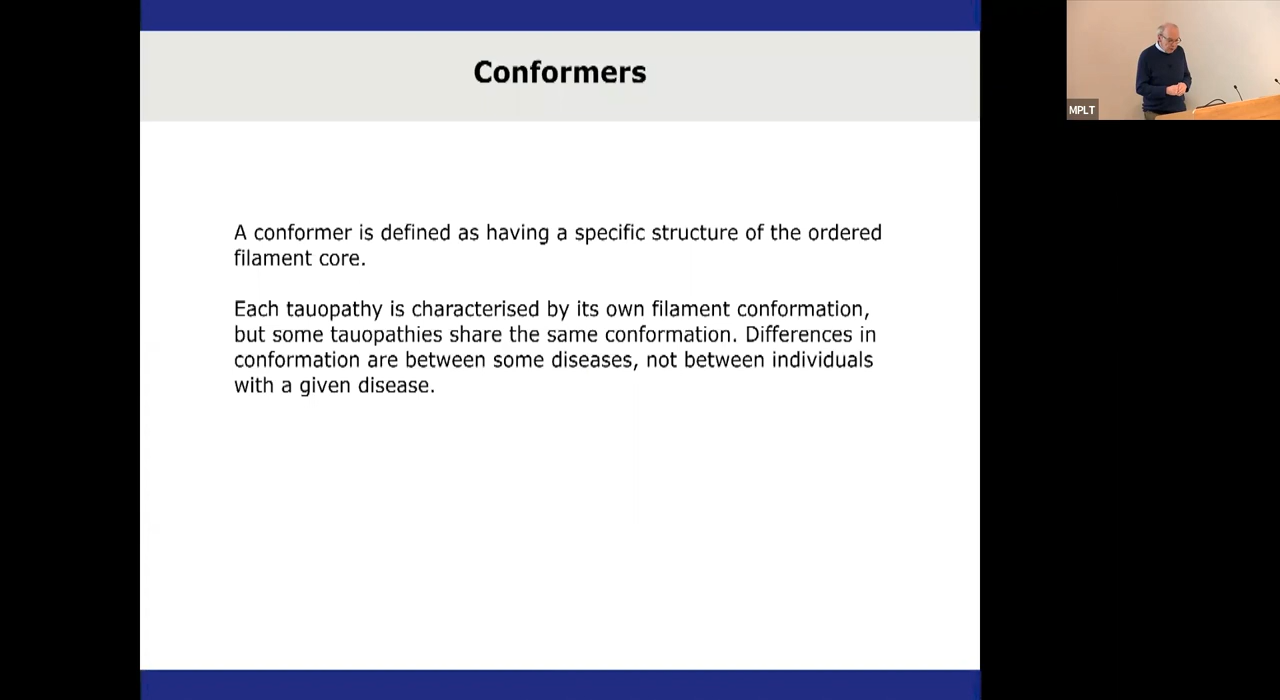 Conformers
MPLT
A conformer is defined as having a specific structure of the ordered
filament core.
Each tauopathy is characterised by its own filament conformation,
but some tauopathies share the same conformation. Differences in
conformation are between some diseases, not between individuals
with a given disease.